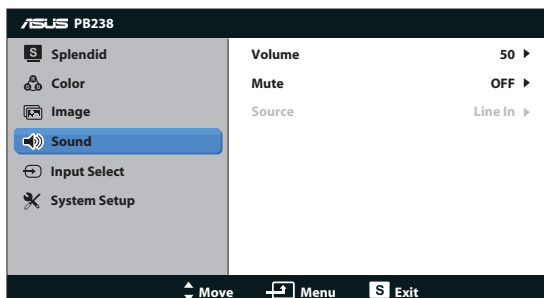 ASUS PB238
S Splendid
Color
Image
Sound
Input Select
System Setup
Volume 50
Mute OFF
Source Line In
Move Menu S Exit